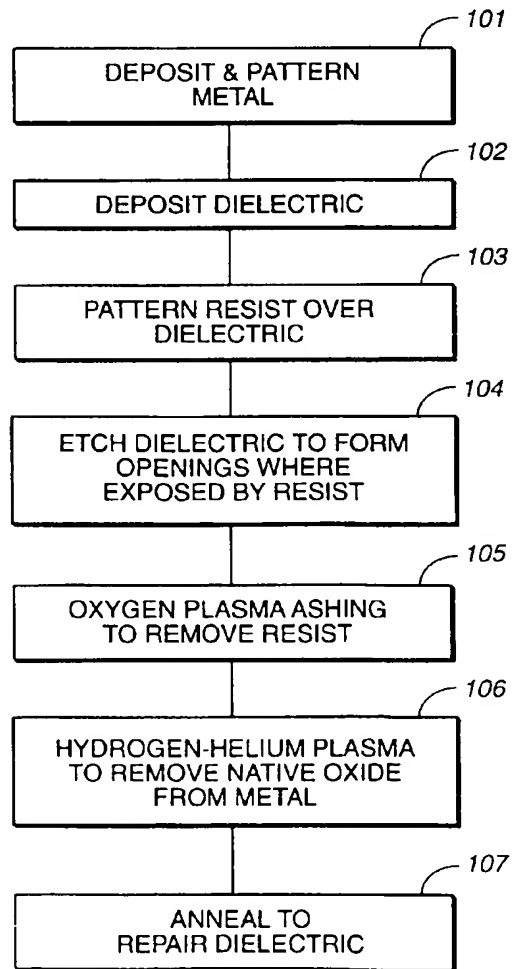 101
DEPOSIT & PATTERN
METAL
102
DEPOSIT DIELECTRIC
103
PATTERN RESIST OVER
DIELECTRIC
104
ETCH DIELECTRIC TO FORM
OPENINGS WHERE
EXPOSED BY RESIST
105
OXYGEN PLASMA ASHING
TO REMOVE RESIST
106
HYDROGEN-HELIUM PLASMA
TO REMOVE NATIVE OXIDE
FROM METAL
107
ANNEAL TO
REPAIR DIELECTRIC